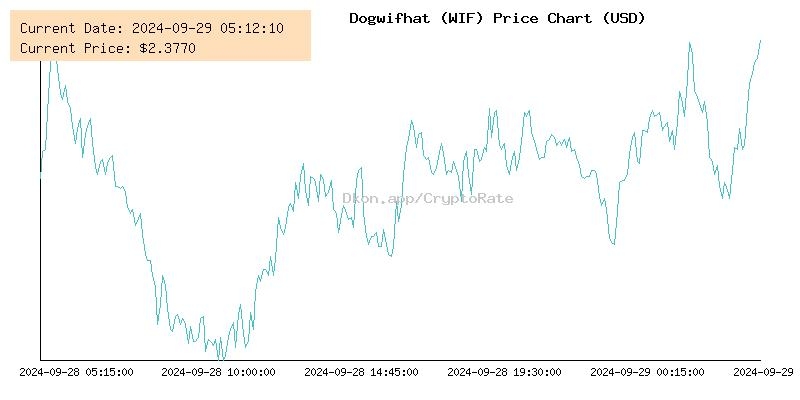 Dogwifhat (WIF) Price Chart (USD)
Current Date: 2024-09-29 05:12:10
Current Price: $2.3770
Dkon.app/CryptoRate
2024-09-28 05:15:00 2024-09-28 10:00:00 2024-09-28 14:45:00 2024-09-28 19:30:00 2024-09-29 00:15:00 2024-09-29